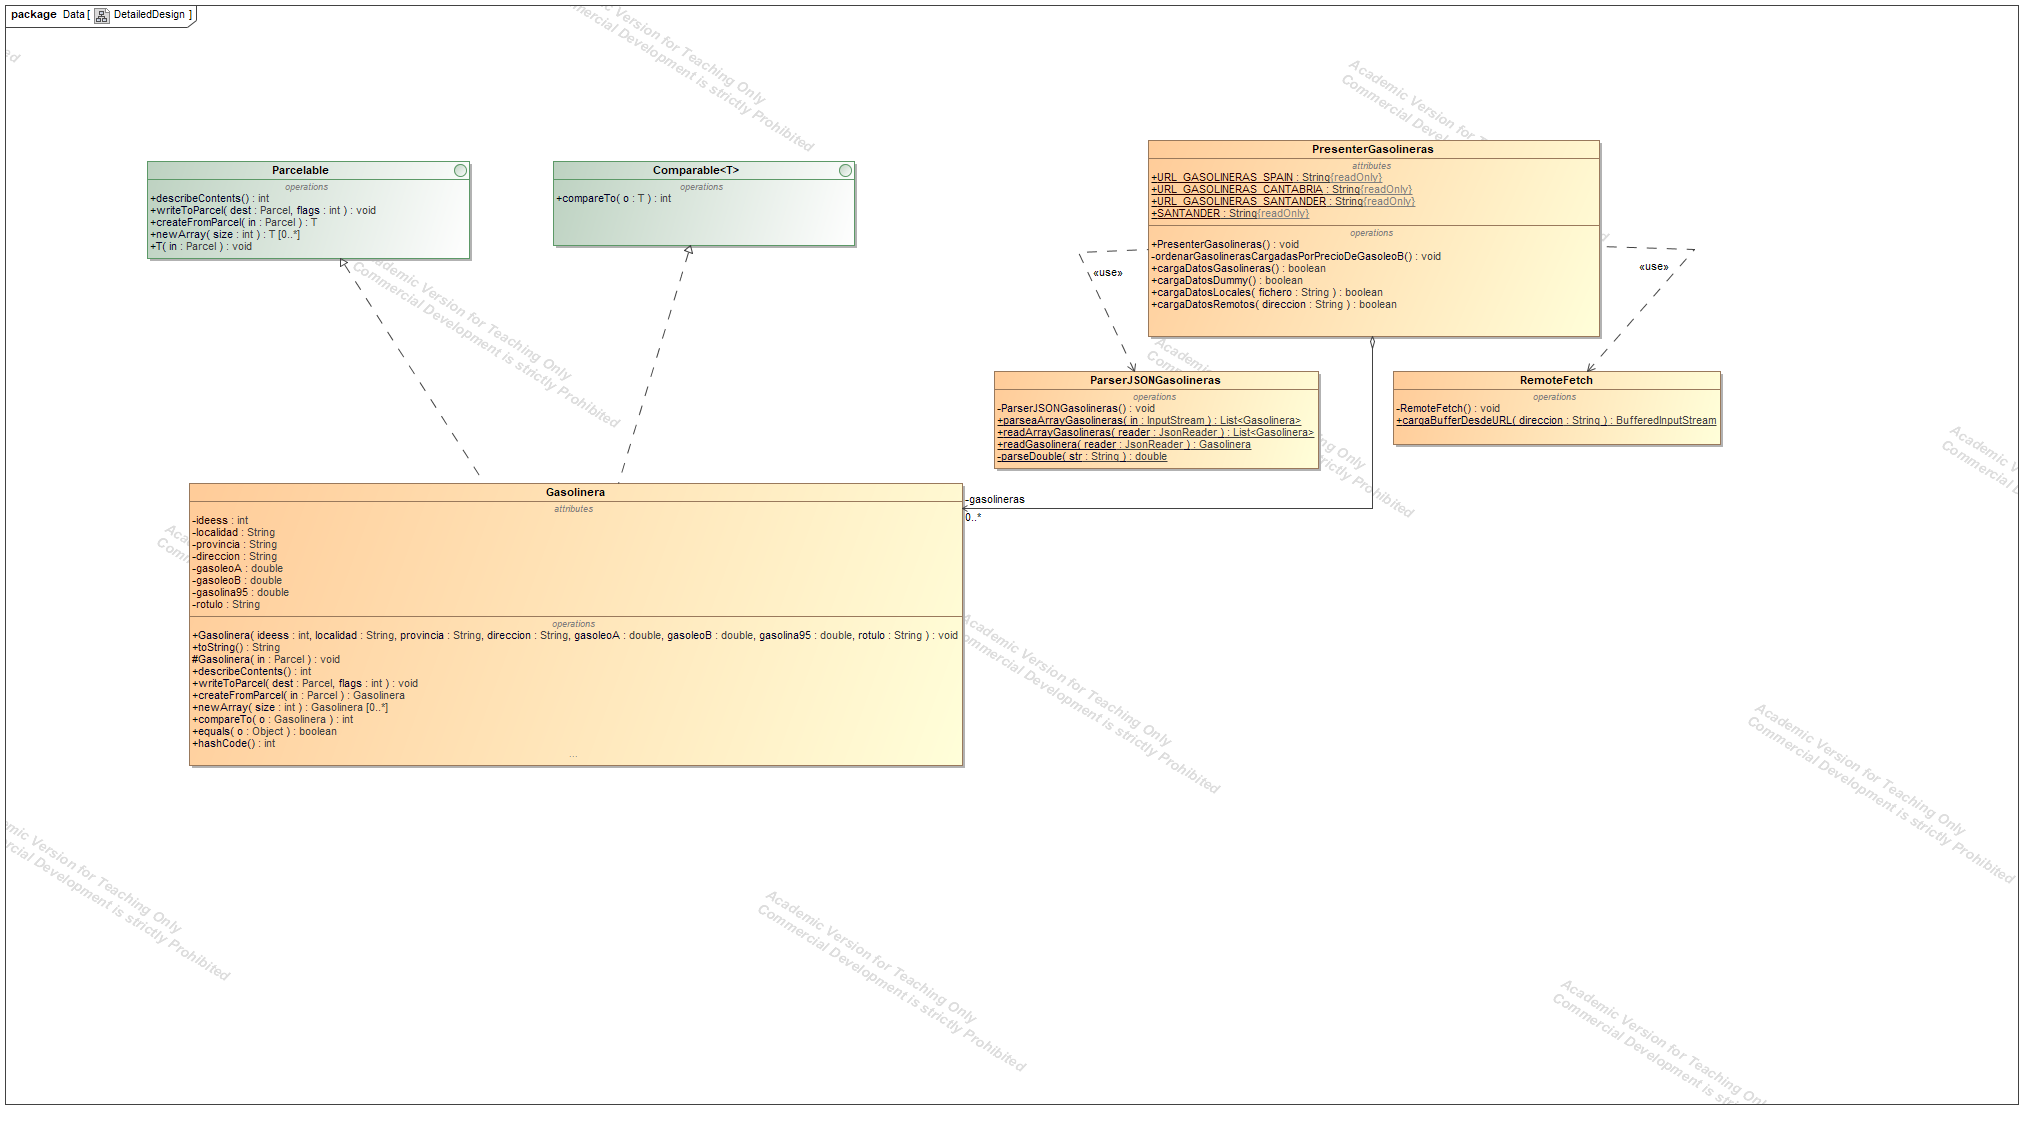 package Data [ DetailedDesign ]
Parcelable
operations
+describeContents() : int
+writeToParcel( dest : Parcel, flags : int ) : void
+createFromParcel( in : Parcel ) : T
+newArray( size : int ) : T [0..*]
+T( in : Parcel ) : void
Comparable<T>
operations
+compareTo( o : T ) : int
PresenterGasolineras
attributes
+URL_GASOLINERAS_SPAIN : String{readOnly}
+URL_GASOLINERAS_CANTABRIA : String{readOnly}
+URL_GASOLINERAS_SANTANDER : String{readOnly}
+SANTANDER : String{readOnly}
operations
+PresenterGasolineras() : void
-ordenarGasolinerasCargadasPorPrecioDeGasoleoB() : void
+cargaDatosGasolineras() : boolean
+cargaDatosDummy() : boolean
+cargaDatosLocales( fichero : String ) : boolean
+cargaDatosRemotos( direccion : String ) : boolean
«use»
«use»
ParserJSONGasolineras
operations
-ParserJSONGasolineras() : void
+parseaArrayGasolineras( in : InputStream ) : List<Gasolinera>
+readArrayGasolineras( reader : JsonReader ) : List<Gasolinera>
+readGasolinera( reader : JsonReader ) : Gasolinera
-parseDouble( str : String ) : double
RemoteFetch
operations
-RemoteFetch() : void
+cargaBufferDesdeURL( direccion : String ) : BufferedInputStream
-gasolineras
0..*
Gasolinera
attributes
-ideess : int
-localidad : String
-provincia : String
-direccion : String
-gasoleoA : double
-gasoleoB : double
-gasolina95 : double
-rotulo : String
operations
+Gasolinera( ideess : int, localidad : String, provincia : String, direccion : String, gasoleoA : double, gasoleoB : double, gasolina95 : double, rotulo : String ) : void
+toString() : String
#Gasolinera( in : Parcel ) : void
+describeContents() : int
+writeToParcel( dest : Parcel, flags : int ) : void
+createFromParcel( in : Parcel ) : Gasolinera
+newArray( size : int ) : Gasolinera [0..*]
+compareTo( o : Gasolinera ) : int
+equals( o : Object ) : boolean
+hashCode() : int
...
Academic Version for Teaching Only
Commercial Development is strictly Prohibited